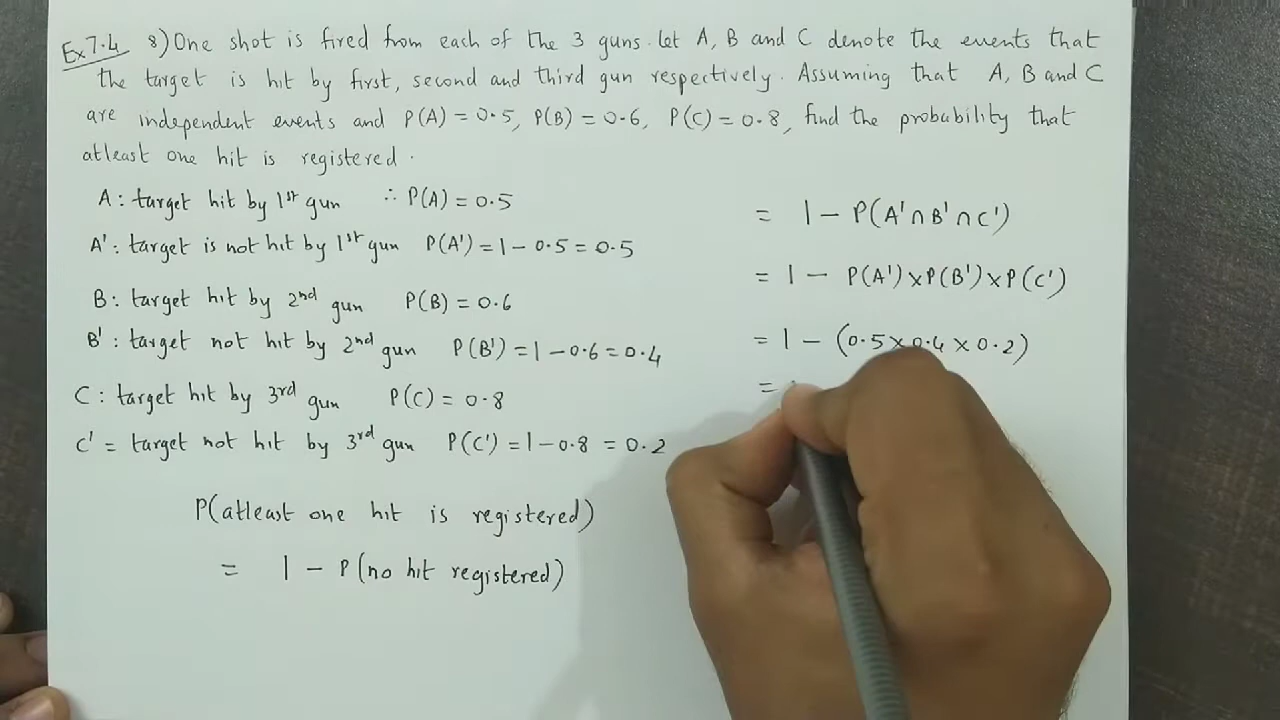 Ex 7.4 8) One shot is fired from each of the 3 guns. Let A, B and C denote the events that
the target is hit by first, second and third gun respectively. Assuming that A, B and C
are independent events and P(A) = 0.5, P(B) = 0.6, P(C) = 0.8, find the probability that
atleast one hit is registered.
A : target hit by 1st gun ∴ P(A) = 0.5
A' : target is not hit by 1st gun P(A') = 1 - 0.5 = 0.5
B : target hit by 2nd gun P(B) = 0.6
B' : target not hit by 2nd gun P(B') = 1 - 0.6 = 0.4
C : target hit by 3rd gun P(C) = 0.8
C' = target not hit by 3rd gun P(C') = 1 - 0.8 = 0.2
P(atleast one hit is registered)
= 1 - P(no hit registered)
= 1 - P(A' ∩ B' ∩ C')
= 1 - P(A') × P(B') × P(C')
= 1 - (0.5 × 0.4 × 0.2)
=